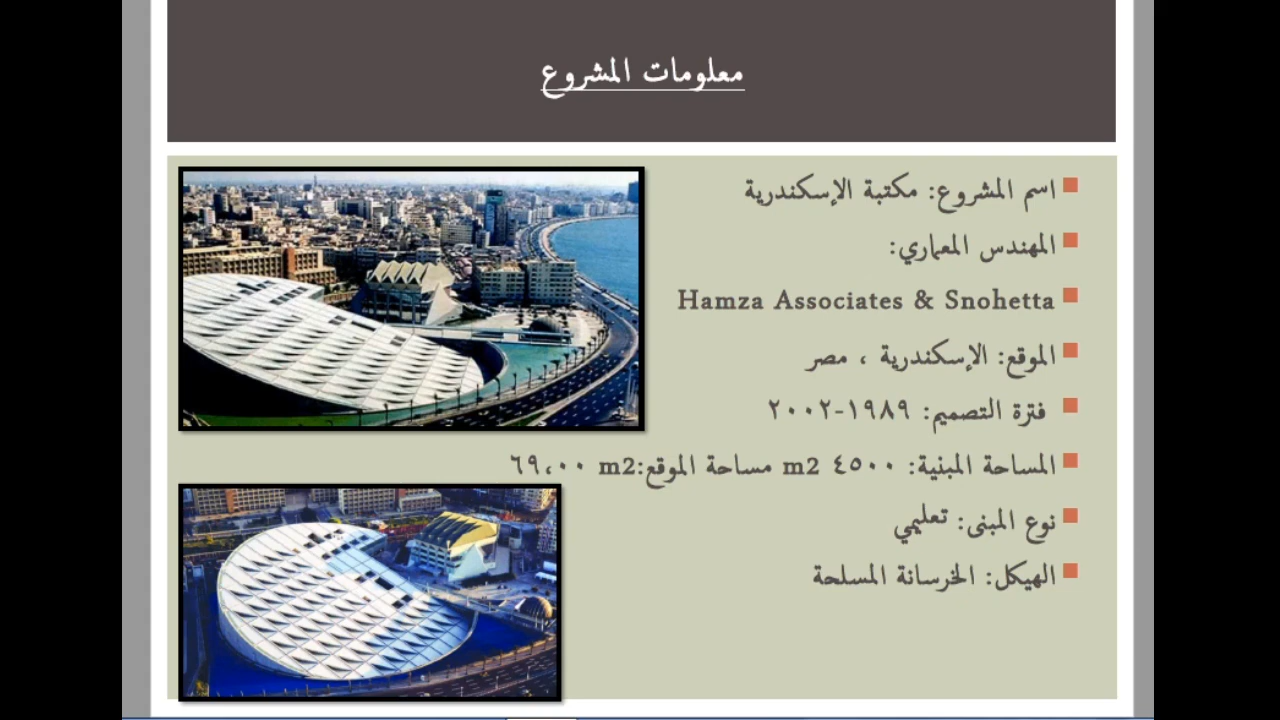 معلومات المشروع
اسم المشروع: مكتبة الإسكندرية
المهندس المعماري:
Hamza Associates & Snohetta
الموقع: الإسكندرية ، مصر
فترة التصميم: ١٩٨٩-٢٠٠٢
المساحة المبنية: ٤٥٠٠ m2 مساحة الموقع:m2 ٦٩،٠٠
نوع المبنى: تعليمي
الهيكل: الخرسانة المسلحة